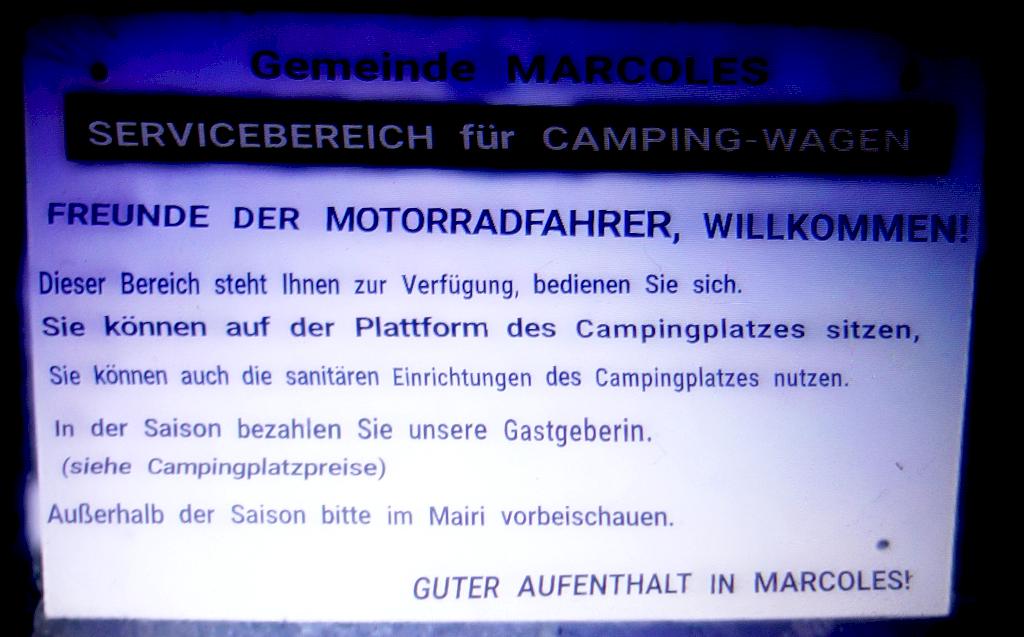 Gemeinde MARCOLES
SERVICEBEREICH für CAMPING-WAGEN
FREUNDE DER MOTORRADFAHRER, WILLKOMMEN!
Dieser Bereich steht Ihnen zur Verfügung, bedienen Sie sich.
Sie können auf der Plattform des Campingplatzes sitzen,
Sie können auch die sanitären Einrichtungen des Campingplatzes nutzen.
In der Saison bezahlen Sie unsere Gastgeberin.
(siehe Campingplatzpreise)
Außerhalb der Saison bitte im Mairi vorbeischauen.
GUTER AUFENTHALT IN MARCOLES!